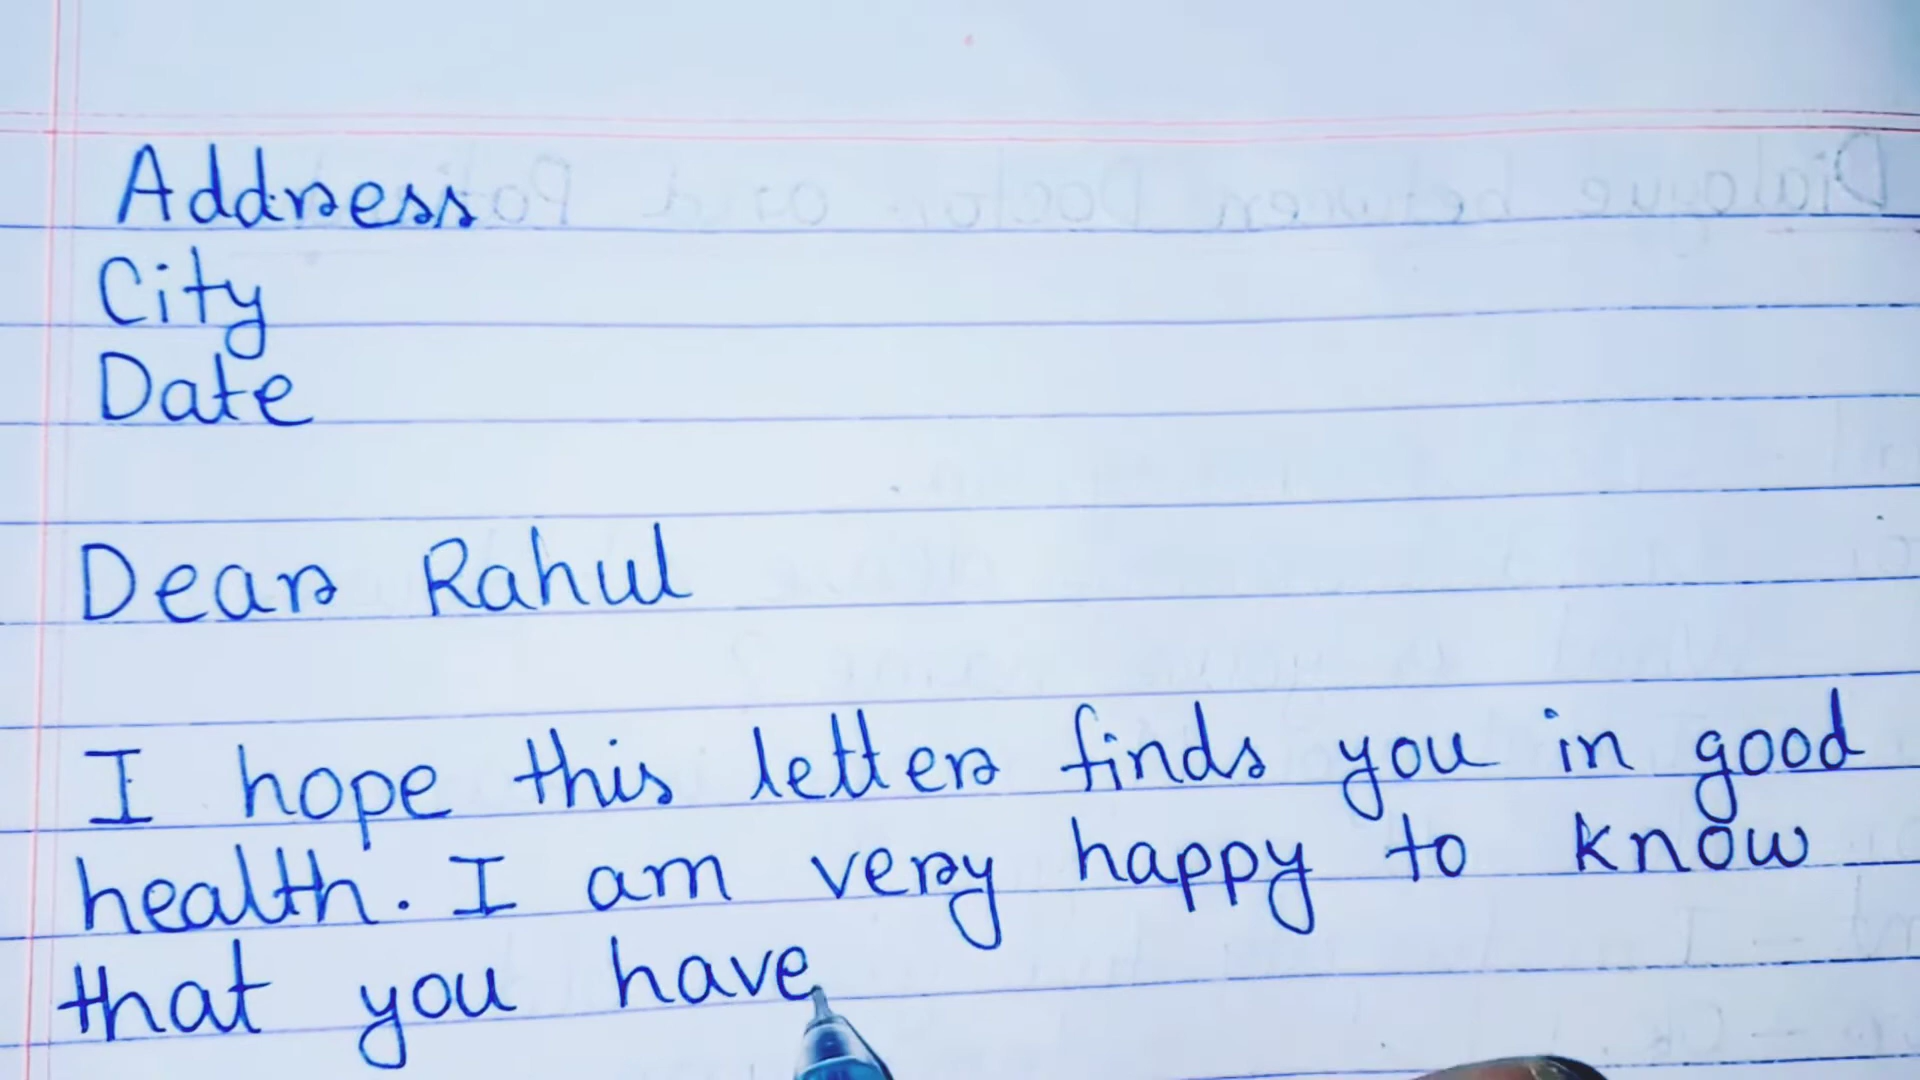 Address
City
Date
Dear Rahul
I hope this letter finds you in good
health. I am very happy to know
that you have